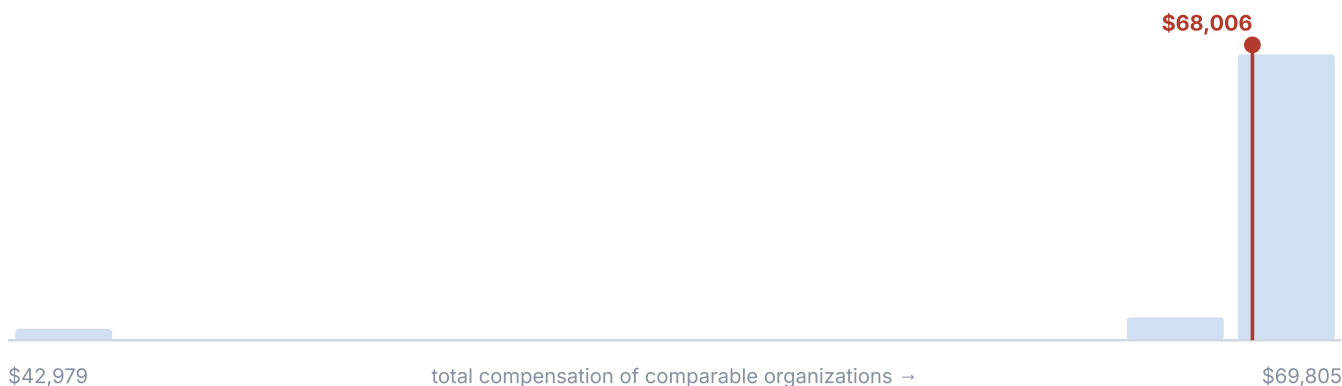 $68,006
$42,979 total compensation of comparable organizations → $69,805